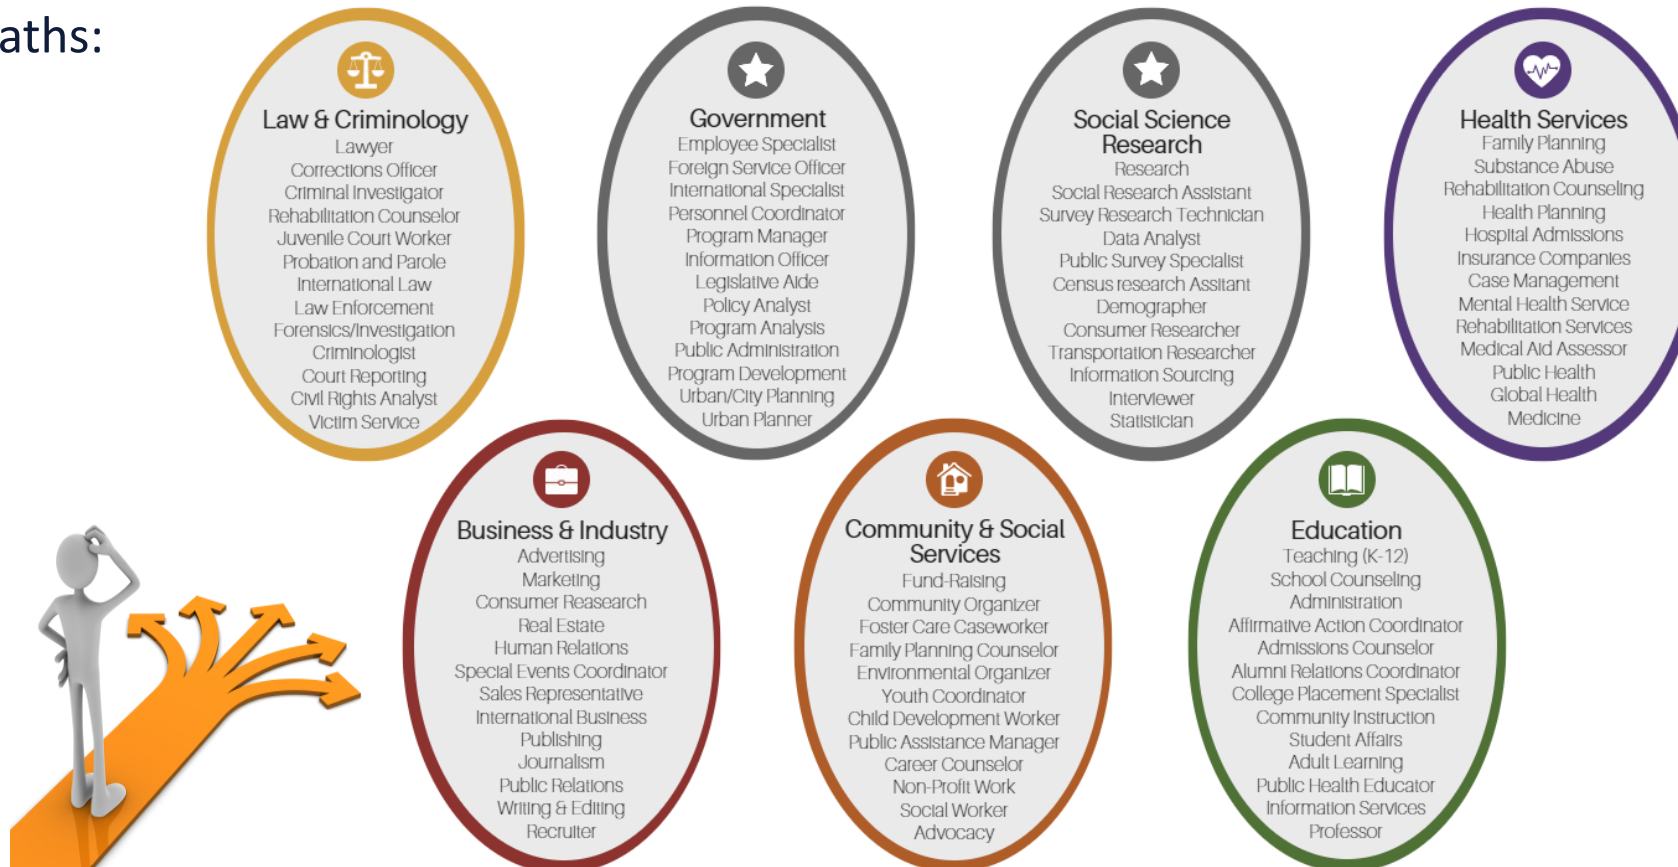 aths:
Law & Criminology
Lawyer
Corrections Officer
Criminal Investigator
Rehabilitation Counselor
Juvenile Court Worker
Probation and Parole
International Law
Law Enforcement
Forensics/Investigation
Criminologist
Court Reporting
Civil Rights Analyst
Victim Service
Government
Employee Specialist
Foreign Service Officer
International Specialist
Personnel Coordinator
Program Manager
Information Officer
Legislative Aide
Policy Analyst
Program Analysis
Public Administration
Program Development
Urban/City Planning
Urban Planner
Social Science
Research
Research
Social Research Assistant
Survey Research Technician
Data Analyst
Public Survey Specialist
Census research Assitant
Demographer
Consumer Researcher
Transportation Researcher
Information Sourcing
Interviewer
Statistician
Health Services
Family Planning
Substance Abuse
Rehabilitation Counseling
Health Planning
Hospital Admissions
Insurance Companies
Case Management
Mental Health Service
Rehabilitation Services
Medical Aid Assessor
Public Health
Global Health
Medicine
Business & Industry
Advertising
Marketing
Consumer Reasearch
Real Estate
Human Relations
Special Events Coordinator
Sales Representative
International Business
Publishing
Journalism
Public Relations
Writing & Editing
Recruiter
Community & Social
Services
Fund-Raising
Community Organizer
Foster Care Caseworker
Family Planning Counselor
Environmental Organizer
Youth Coordinator
Child Development Worker
Public Assistance Manager
Career Counselor
Non-Profit Work
Social Worker
Advocacy
Education
Teaching (K-12)
School Counseling
Administration
Affirmative Action Coordinator
Admissions Counselor
Alumni Relations Coordinator
College Placement Specialist
Community Instruction
Student Affairs
Adult Learning
Public Health Educator
Information Services
Professor